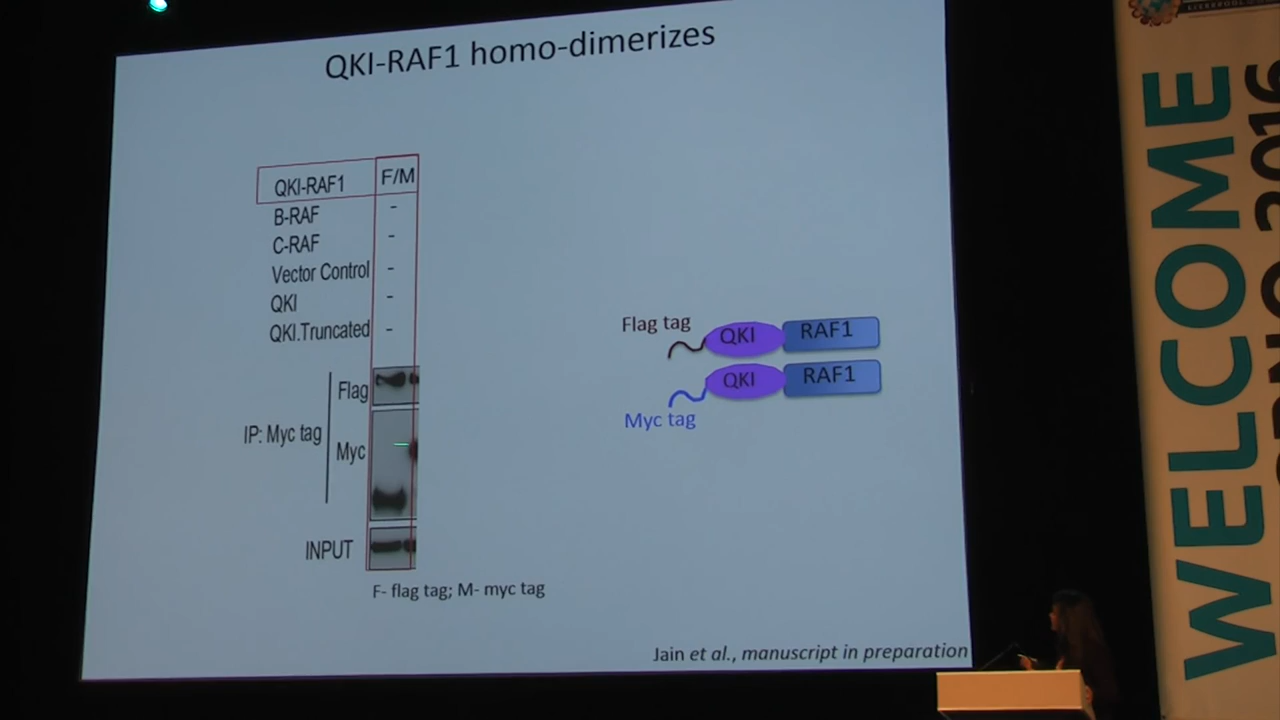 QKI-RAF1 homo-dimerizes
QKI-RAF1 F/M
B-RAF -
C-RAF -
Vector Control -
QKI -
QKI.Truncated -
Flag
IP: Myc tag
Myc
INPUT
F- flag tag; M- myc tag
Flag tag
QKI RAF1
QKI RAF1
Myc tag
Jain et al., manuscript in preparation
WELCOME
2016